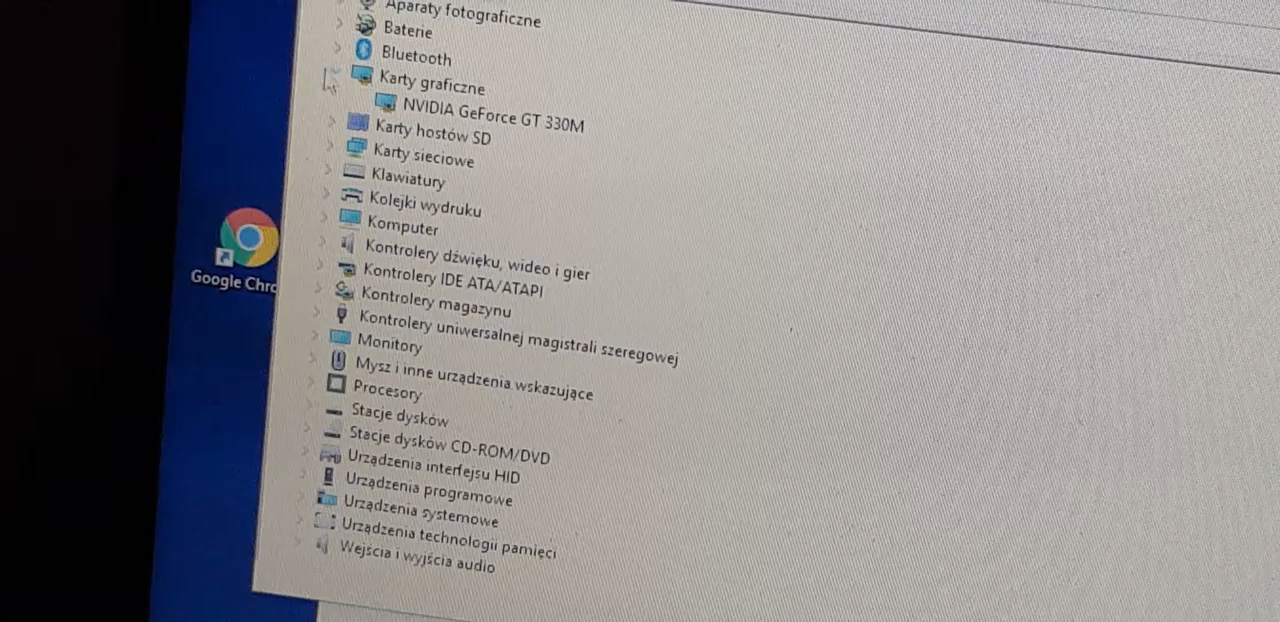 Aparaty fotograficzne
Baterie
Bluetooth
Karty graficzne
NVIDIA GeForce GT 330M
Karty hostów SD
Karty sieciowe
Klawiatury
Kolejki wydruku
Komputer
Kontrolery dźwięku, wideo i gier
Kontrolery IDE ATA/ATAPI
Kontrolery magazynu
Kontrolery uniwersalnej magistrali szeregowej
Monitory
Mysz i inne urządzenia wskazujące
Procesory
Stacje dysków
Stacje dysków CD-ROM/DVD
Urządzenia interfejsu HID
Urządzenia programowe
Urządzenia systemowe
Urządzenia technologii pamięci
Wejścia i wyjścia audio
Google Chro